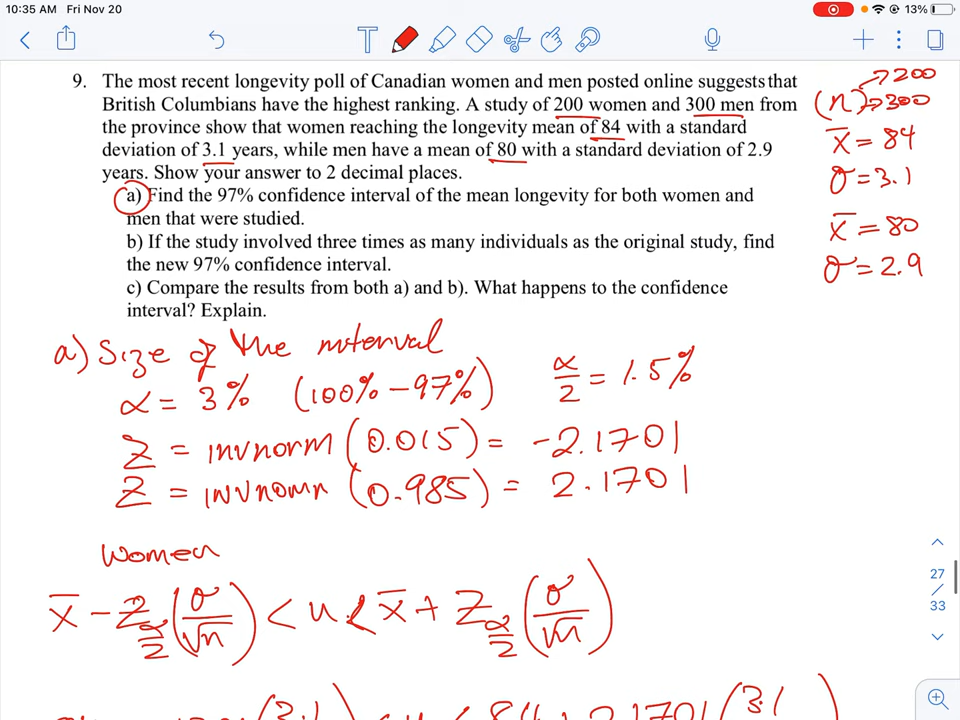 10:35 AM Fri Nov 20
13%
T
9. The most recent longevity poll of Canadian women and men posted online suggests that
British Columbians have the highest ranking. A study of 200 women and 300 men from
the province show that women reaching the longevity mean of 84 with a standard
deviation of 3.1 years, while men have a mean of 80 with a standard deviation of 2.9
years. Show your answer to 2 decimal places.
a) Find the 97% confidence interval of the mean longevity for both women and
men that were studied.
b) If the study involved three times as many individuals as the original study, find
the new 97% confidence interval.
c) Compare the results from both a) and b). What happens to the confidence
interval? Explain.
→200
(n)→300
x̄ = 84
σ = 3.1
x̄ = 80
σ = 2.9
a) Size of the interval
α = 3% (100% - 97%) α/2 = 1.5%
Z = invnorm (0.015) = -2.1701
Z = invnorm (0.985) = 2.1701
Women
x̄ - Z α/2 (σ/√n) < u < x̄ + Z α/2 (σ/√n)
(3.1) < u < 84 + 2.1701 (3.1
27
/
33